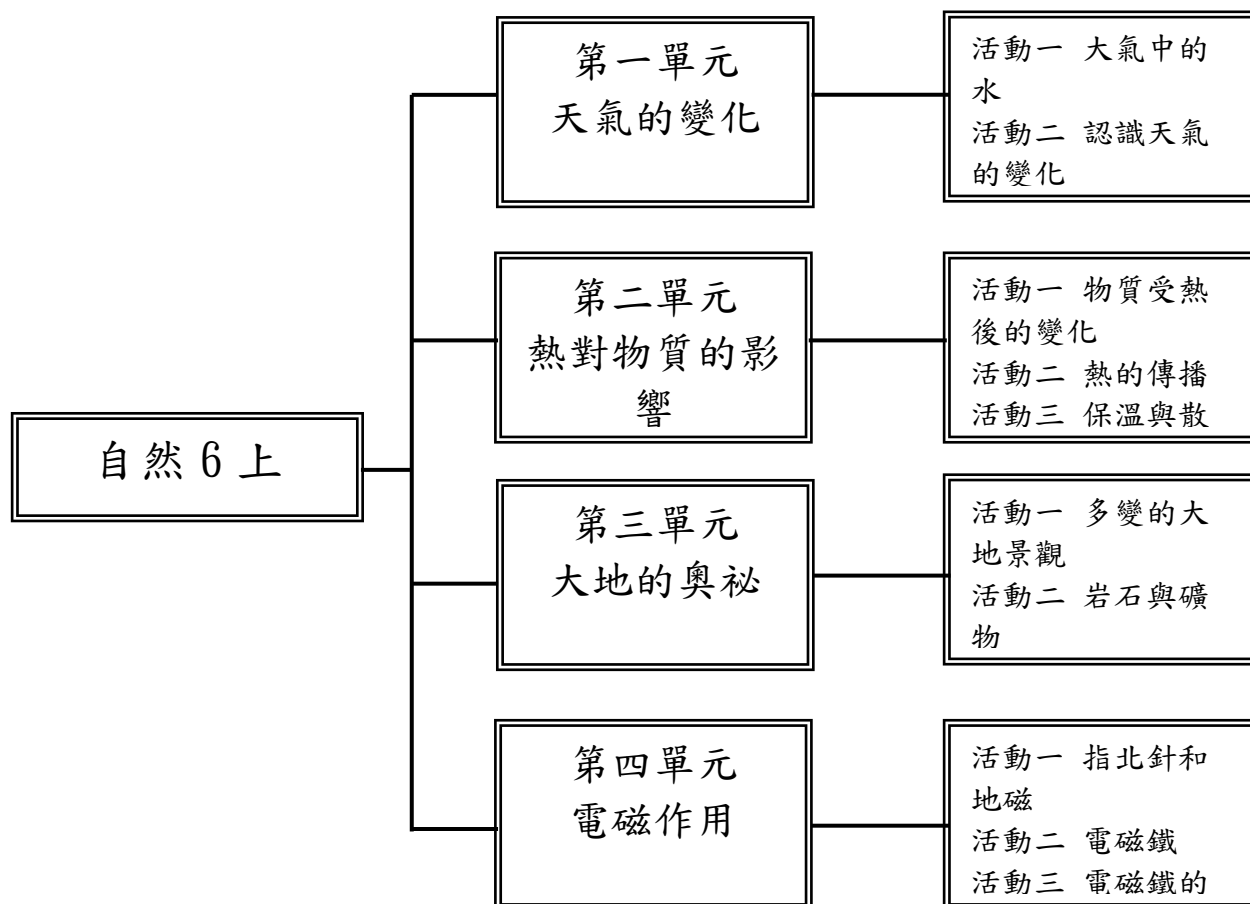 自然6上
第一單元
天氣的變化
活動一 大氣中的
水
活動二 認識天氣
的變化
第二單元
熱對物質的影
響
活動一 物質受熱
後的變化
活動二 熱的傳播
活動三 保溫與散
第三單元
大地的奧祕
活動一 多變的大
地景觀
活動二 岩石與礦
物
第四單元
電磁作用
活動一 指北針和
地磁
活動二 電磁鐵
活動三 電磁鐵的